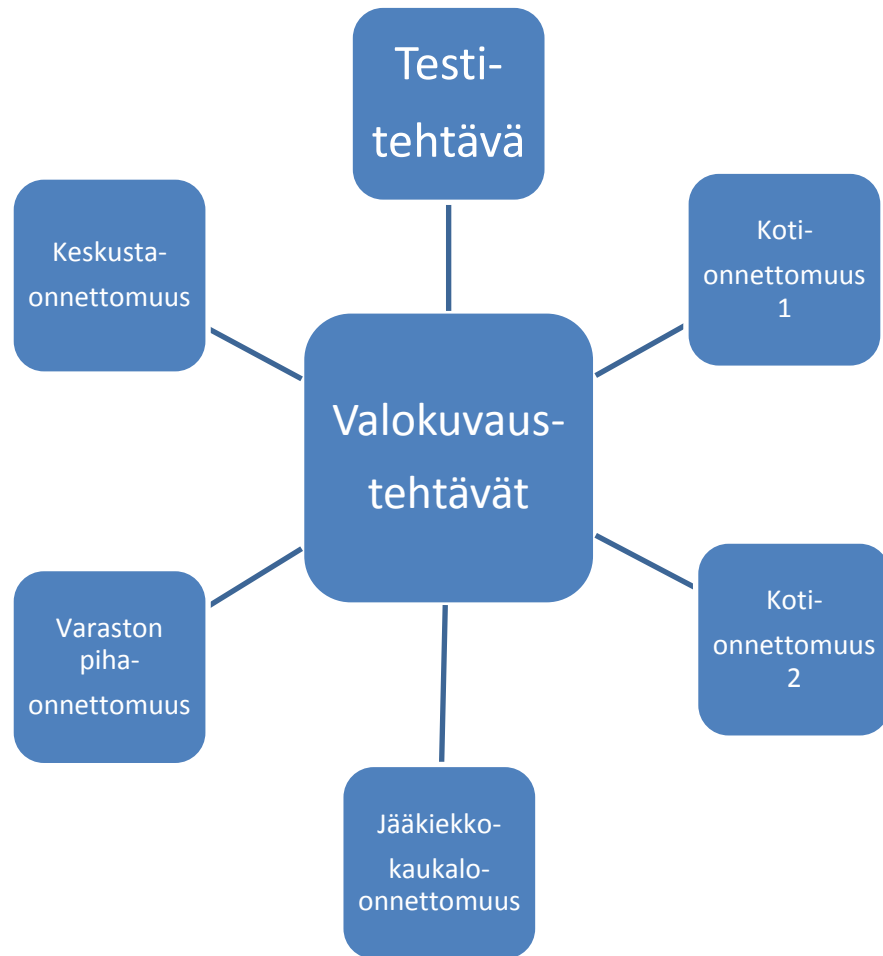 Testi-
tehtävä
Keskusta-
onnettomuus
Koti-
onnettomuus
1
Valokuvaus-
tehtävät
Varaston
piha-
onnettomuus
Koti-
onnettomuus
2
Jääkiekko-
kaukalo-
onnettomuus